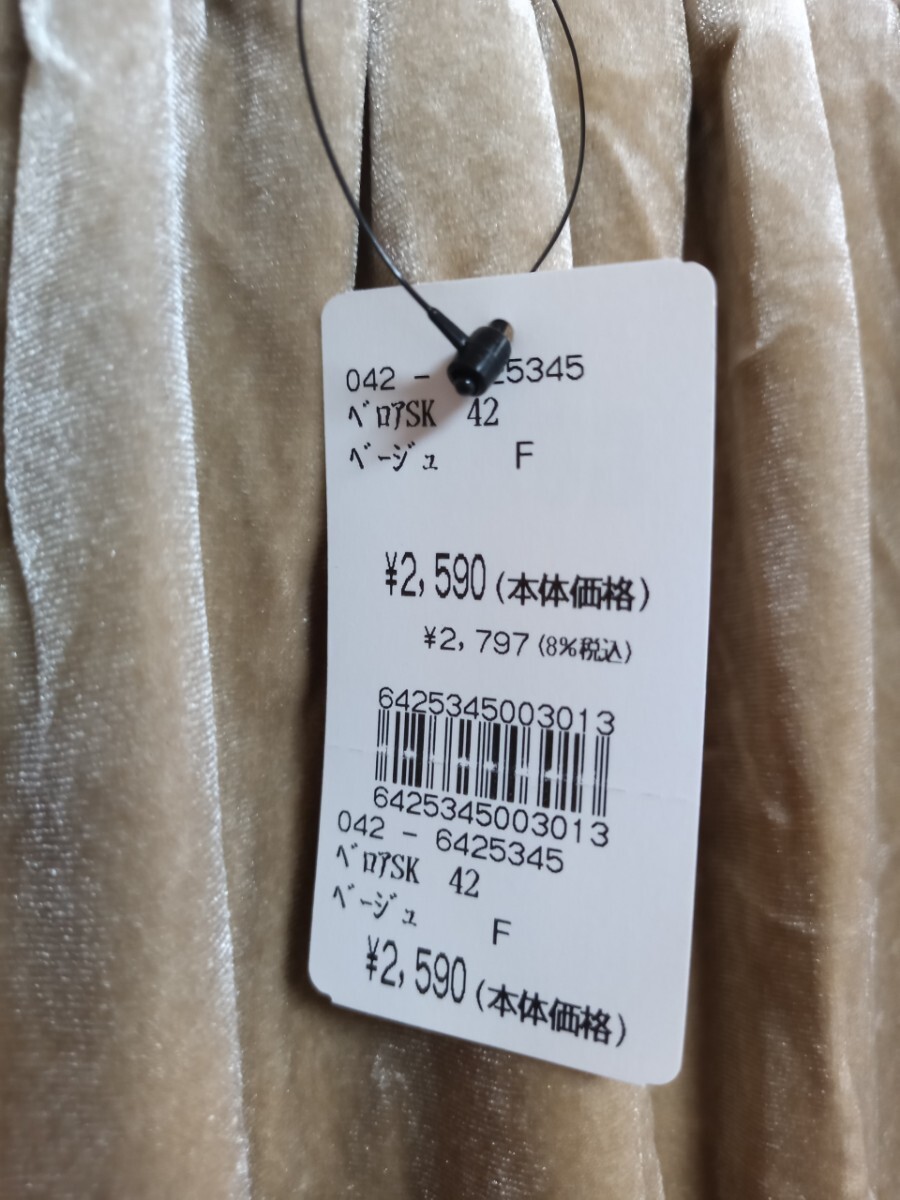 042 - 25345
ﾍﾞﾛｱSK 42
ﾍﾞｰｼﾞｭ F
¥2,590(本体価格)
¥2,797(8%税込)
6425345003013
6425345003013
042 - 6425345
ﾍﾞﾛｱSK 42
ﾍﾞｰｼﾞｭ F
¥2,590(本体価格)